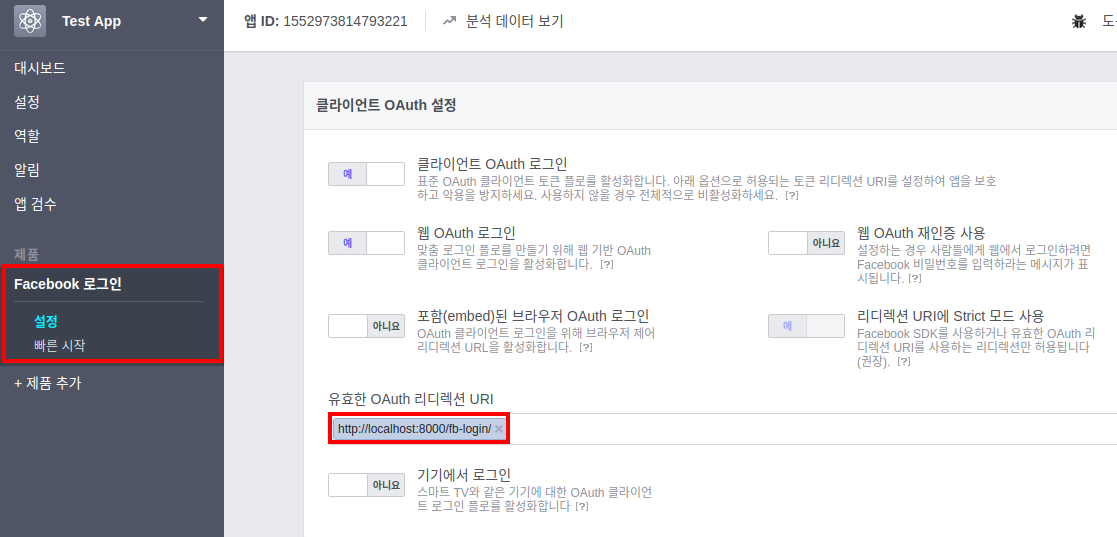 Test App
앱 ID: 1552973814793221
분석 데이터 보기
대시보드
설정
역할
알림
앱 검수
제품
Facebook 로그인
설정
빠른 시작
+ 제품 추가
클라이언트 OAuth 설정
예
클라이언트 OAuth 로그인
표준 OAuth 클라이언트 토큰 플로를 활성화합니다. 아래 옵션으로 허용되는 토큰 리디렉션 URI를 설정하여 앱을 보호
하고 악용을 방지하세요. 사용하지 않을 경우 전체적으로 비활성화하세요. [?]
예
웹 OAuth 로그인
맞춤 로그인 플로를 만들기 위해 웹 기반 OAuth
클라이언트 로그인을 활성화합니다. [?]
아니요
웹 OAuth 재인증 사용
설정하는 경우 사람들에게 웹에서 로그인하려면
Facebook 비밀번호를 입력하라는 메시지가 표
시됩니다. [?]
아니요
포함(embed)된 브라우저 OAuth 로그인
OAuth 클라이언트 로그인을 위해 브라우저 제어
리디렉션 URL을 활성화합니다. [?]
예
리디렉션 URI에 Strict 모드 사용
Facebook SDK를 사용하거나 유효한 OAuth 리
디렉션 URI를 사용하는 리디렉션만 허용됩니다
(권장). [?]
유효한 OAuth 리디렉션 URI
http://localhost:8000/fb-login/
아니요
기기에서 로그인
스마트 TV와 같은 기기에 대한 OAuth 클라이언
트 로그인 플로를 활성화합니다 [?]